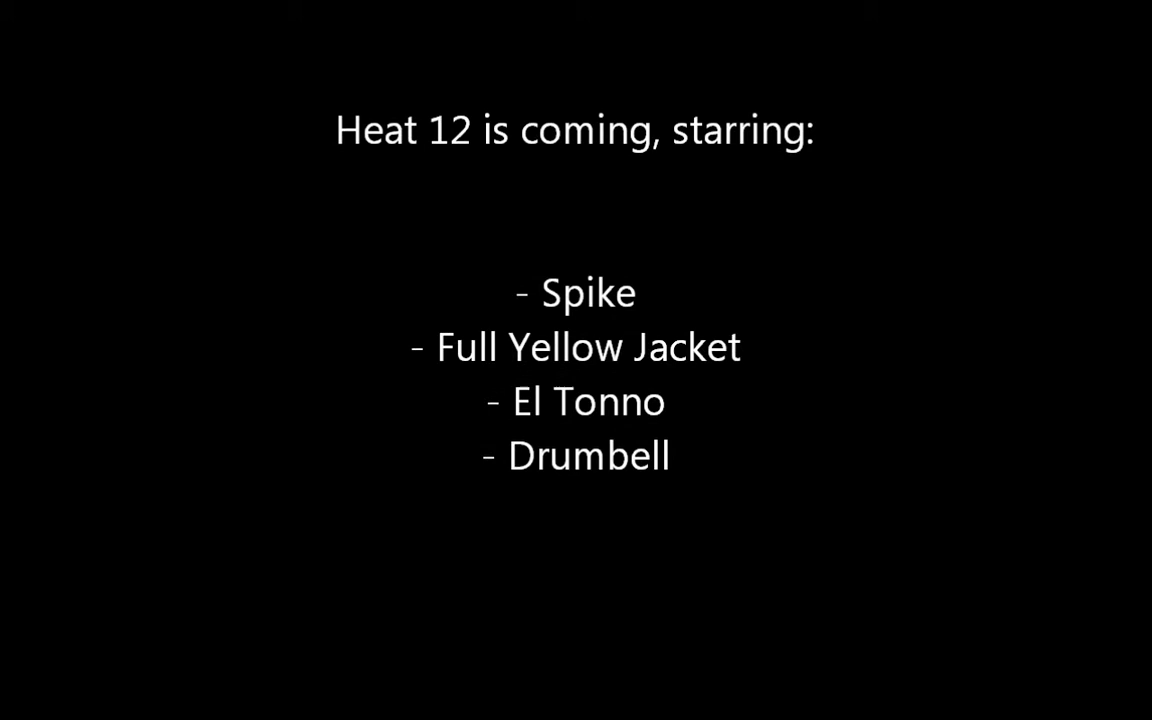 Heat 12 is coming, starring:
- Spike
- Full Yellow Jacket
- El Tonno
- Drumbell